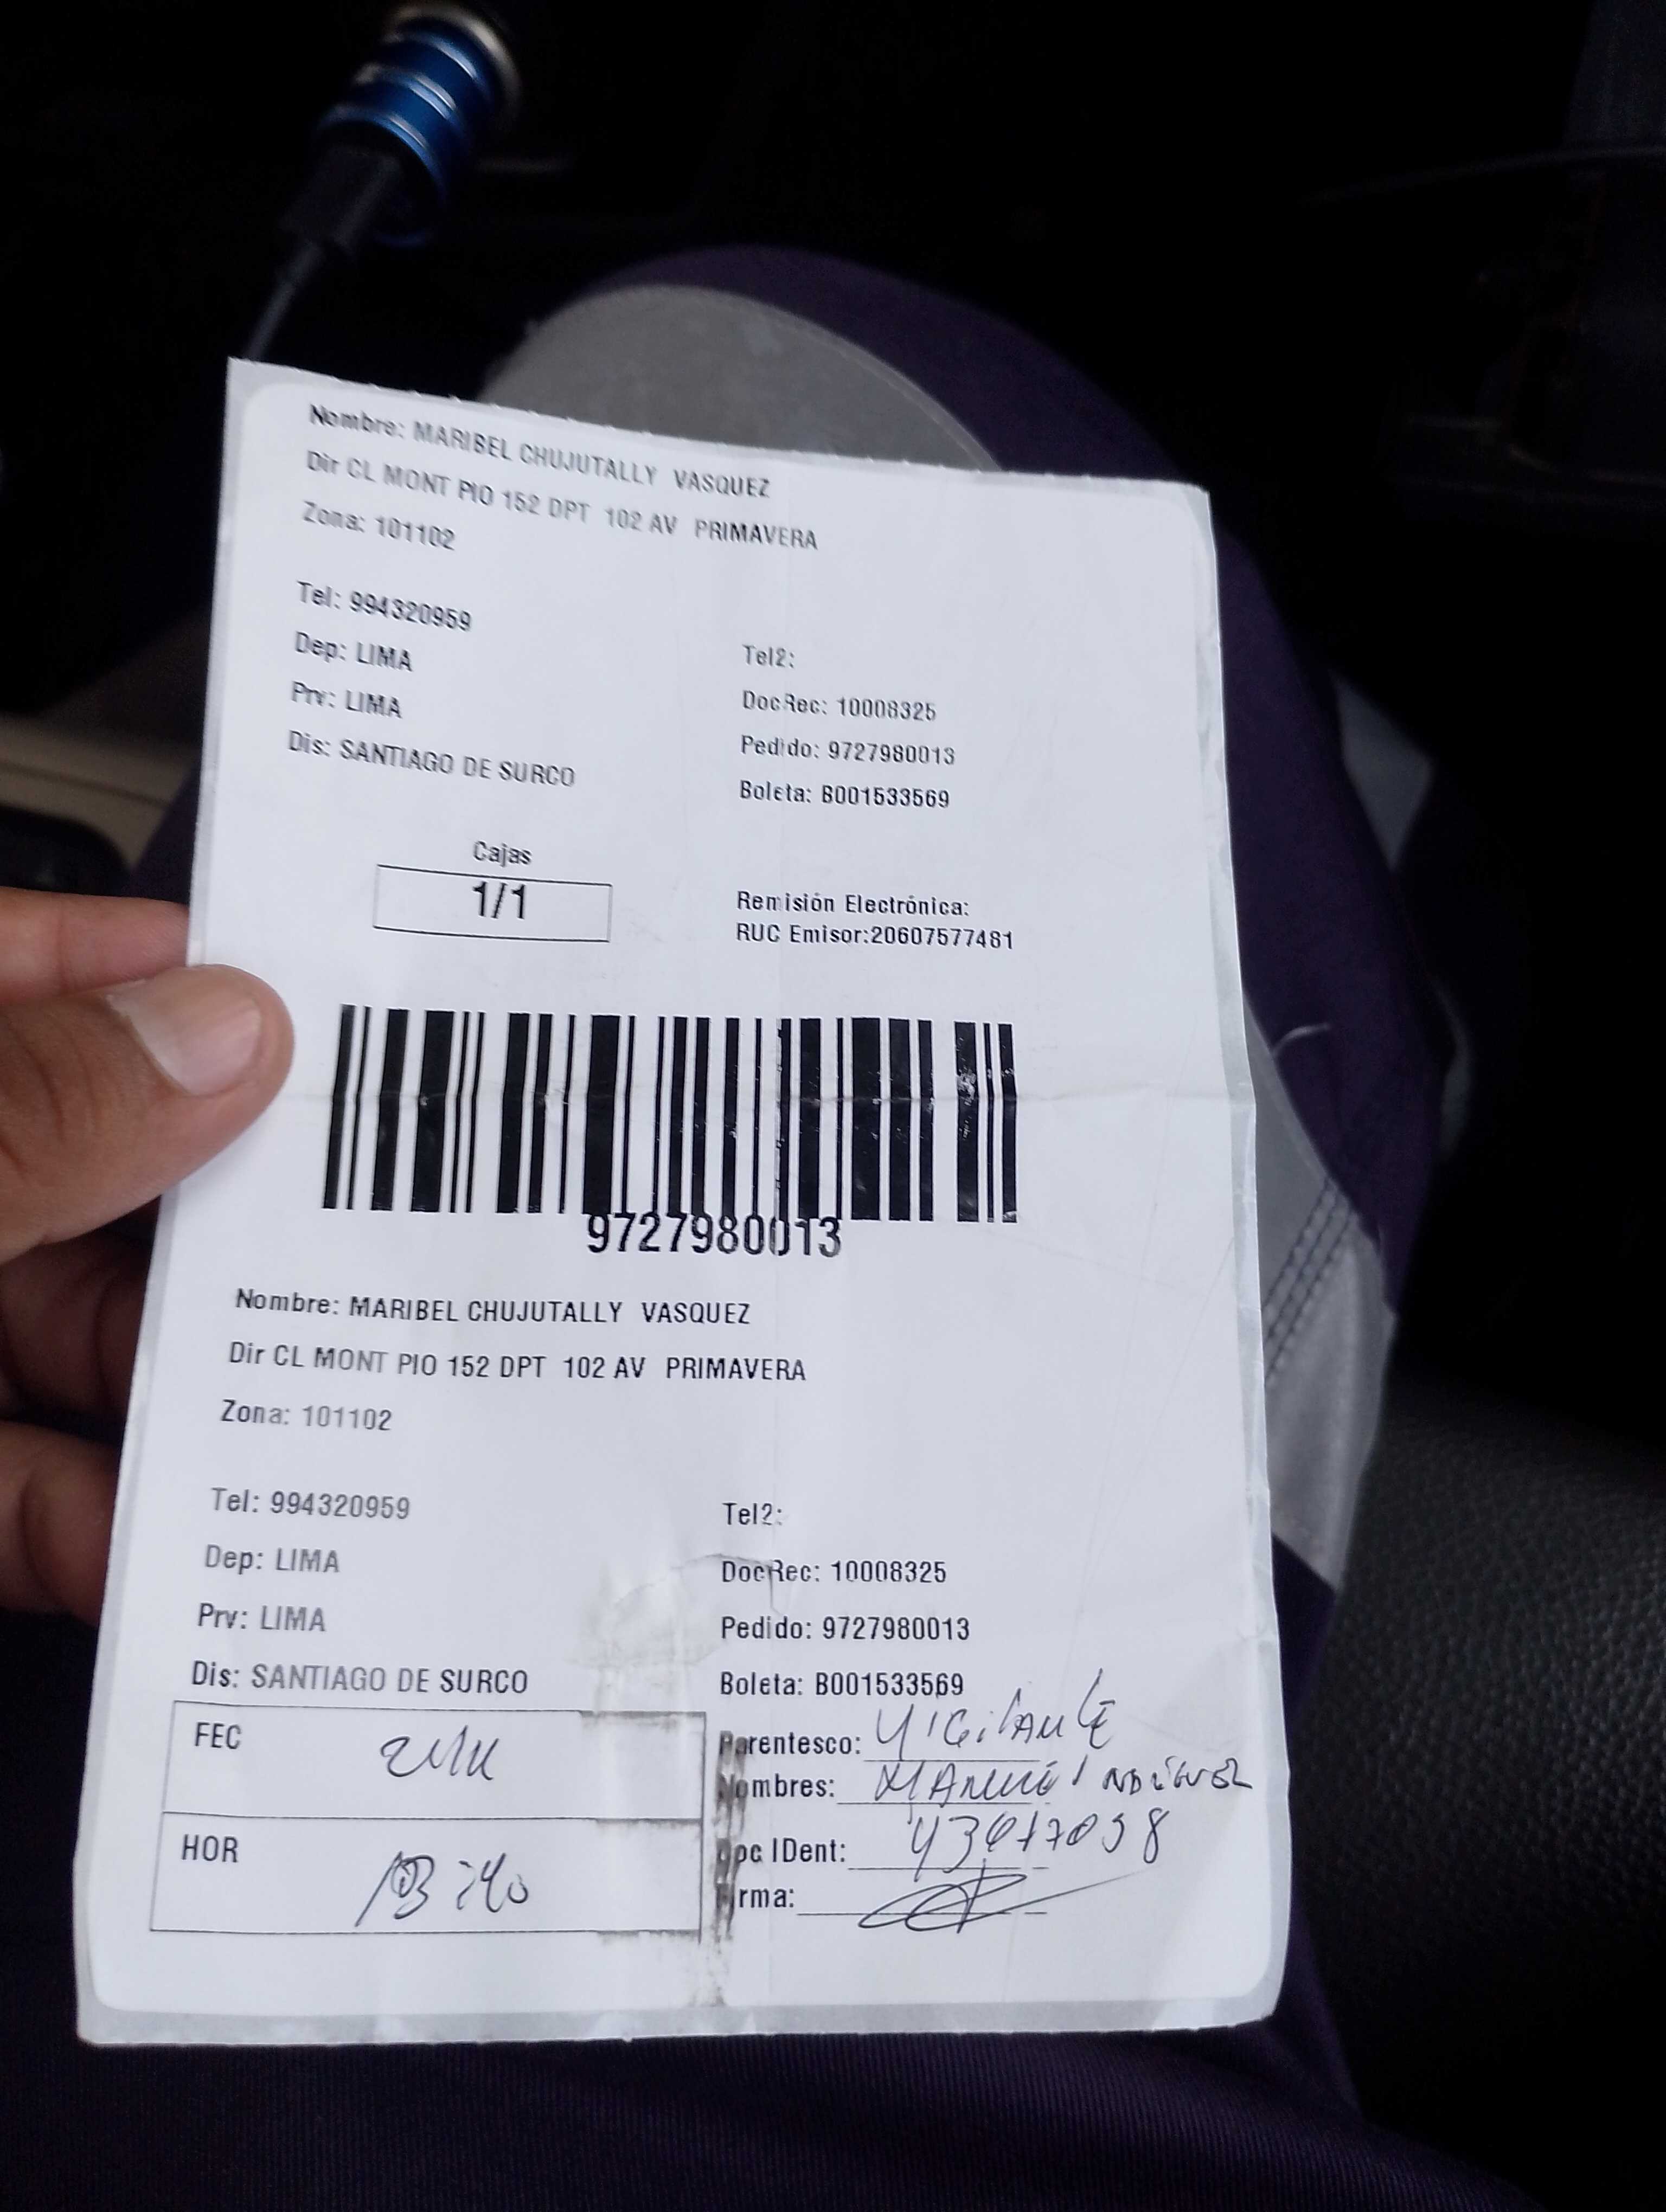 Nombre: MARIBEL CHUJUTALLY VASQUEZ
Dir CL MONT PIO 152 DPT 102 AV PRIMAVERA
Zona: 101102
Tel: 994320959
Tel2:
Dep: LIMA
DocRec: 10008325
Prv: LIMA
Pedido: 9727980013
Dis: SANTIAGO DE SURCO
Boleta: B001533569
Cajas
1/1
Remisión Electrónica:
RUC Emisor:20607577481
9727980013
Nombre: MARIBEL CHUJUTALLY VASQUEZ
Dir CL MONT PIO 152 DPT 102 AV PRIMAVERA
Zona: 101102
Tel: 994320959
Tel2:
Dep: LIMA
DocRec: 10008325
Prv: LIMA
Pedido: 9727980013
Dis: SANTIAGO DE SURCO
Boleta: B001533569
FEC
Parentesco: VIGILANTE
Nombres:
HOR
Doc IDent:
Firma: